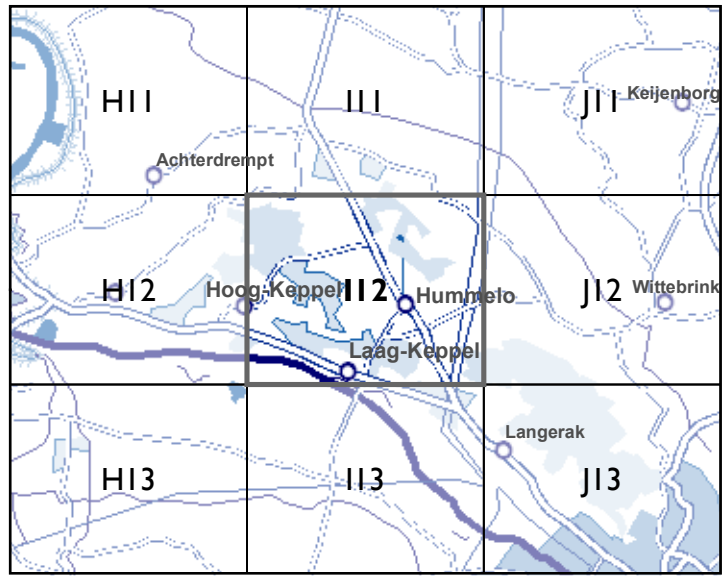 H11
I11
J11
Keijenborg
Achterdrempt
H12
Hoog-Keppel
I12
Hummelo
J12
Wittebrink
Laag-Keppel
Langerak
H13
I13
J13